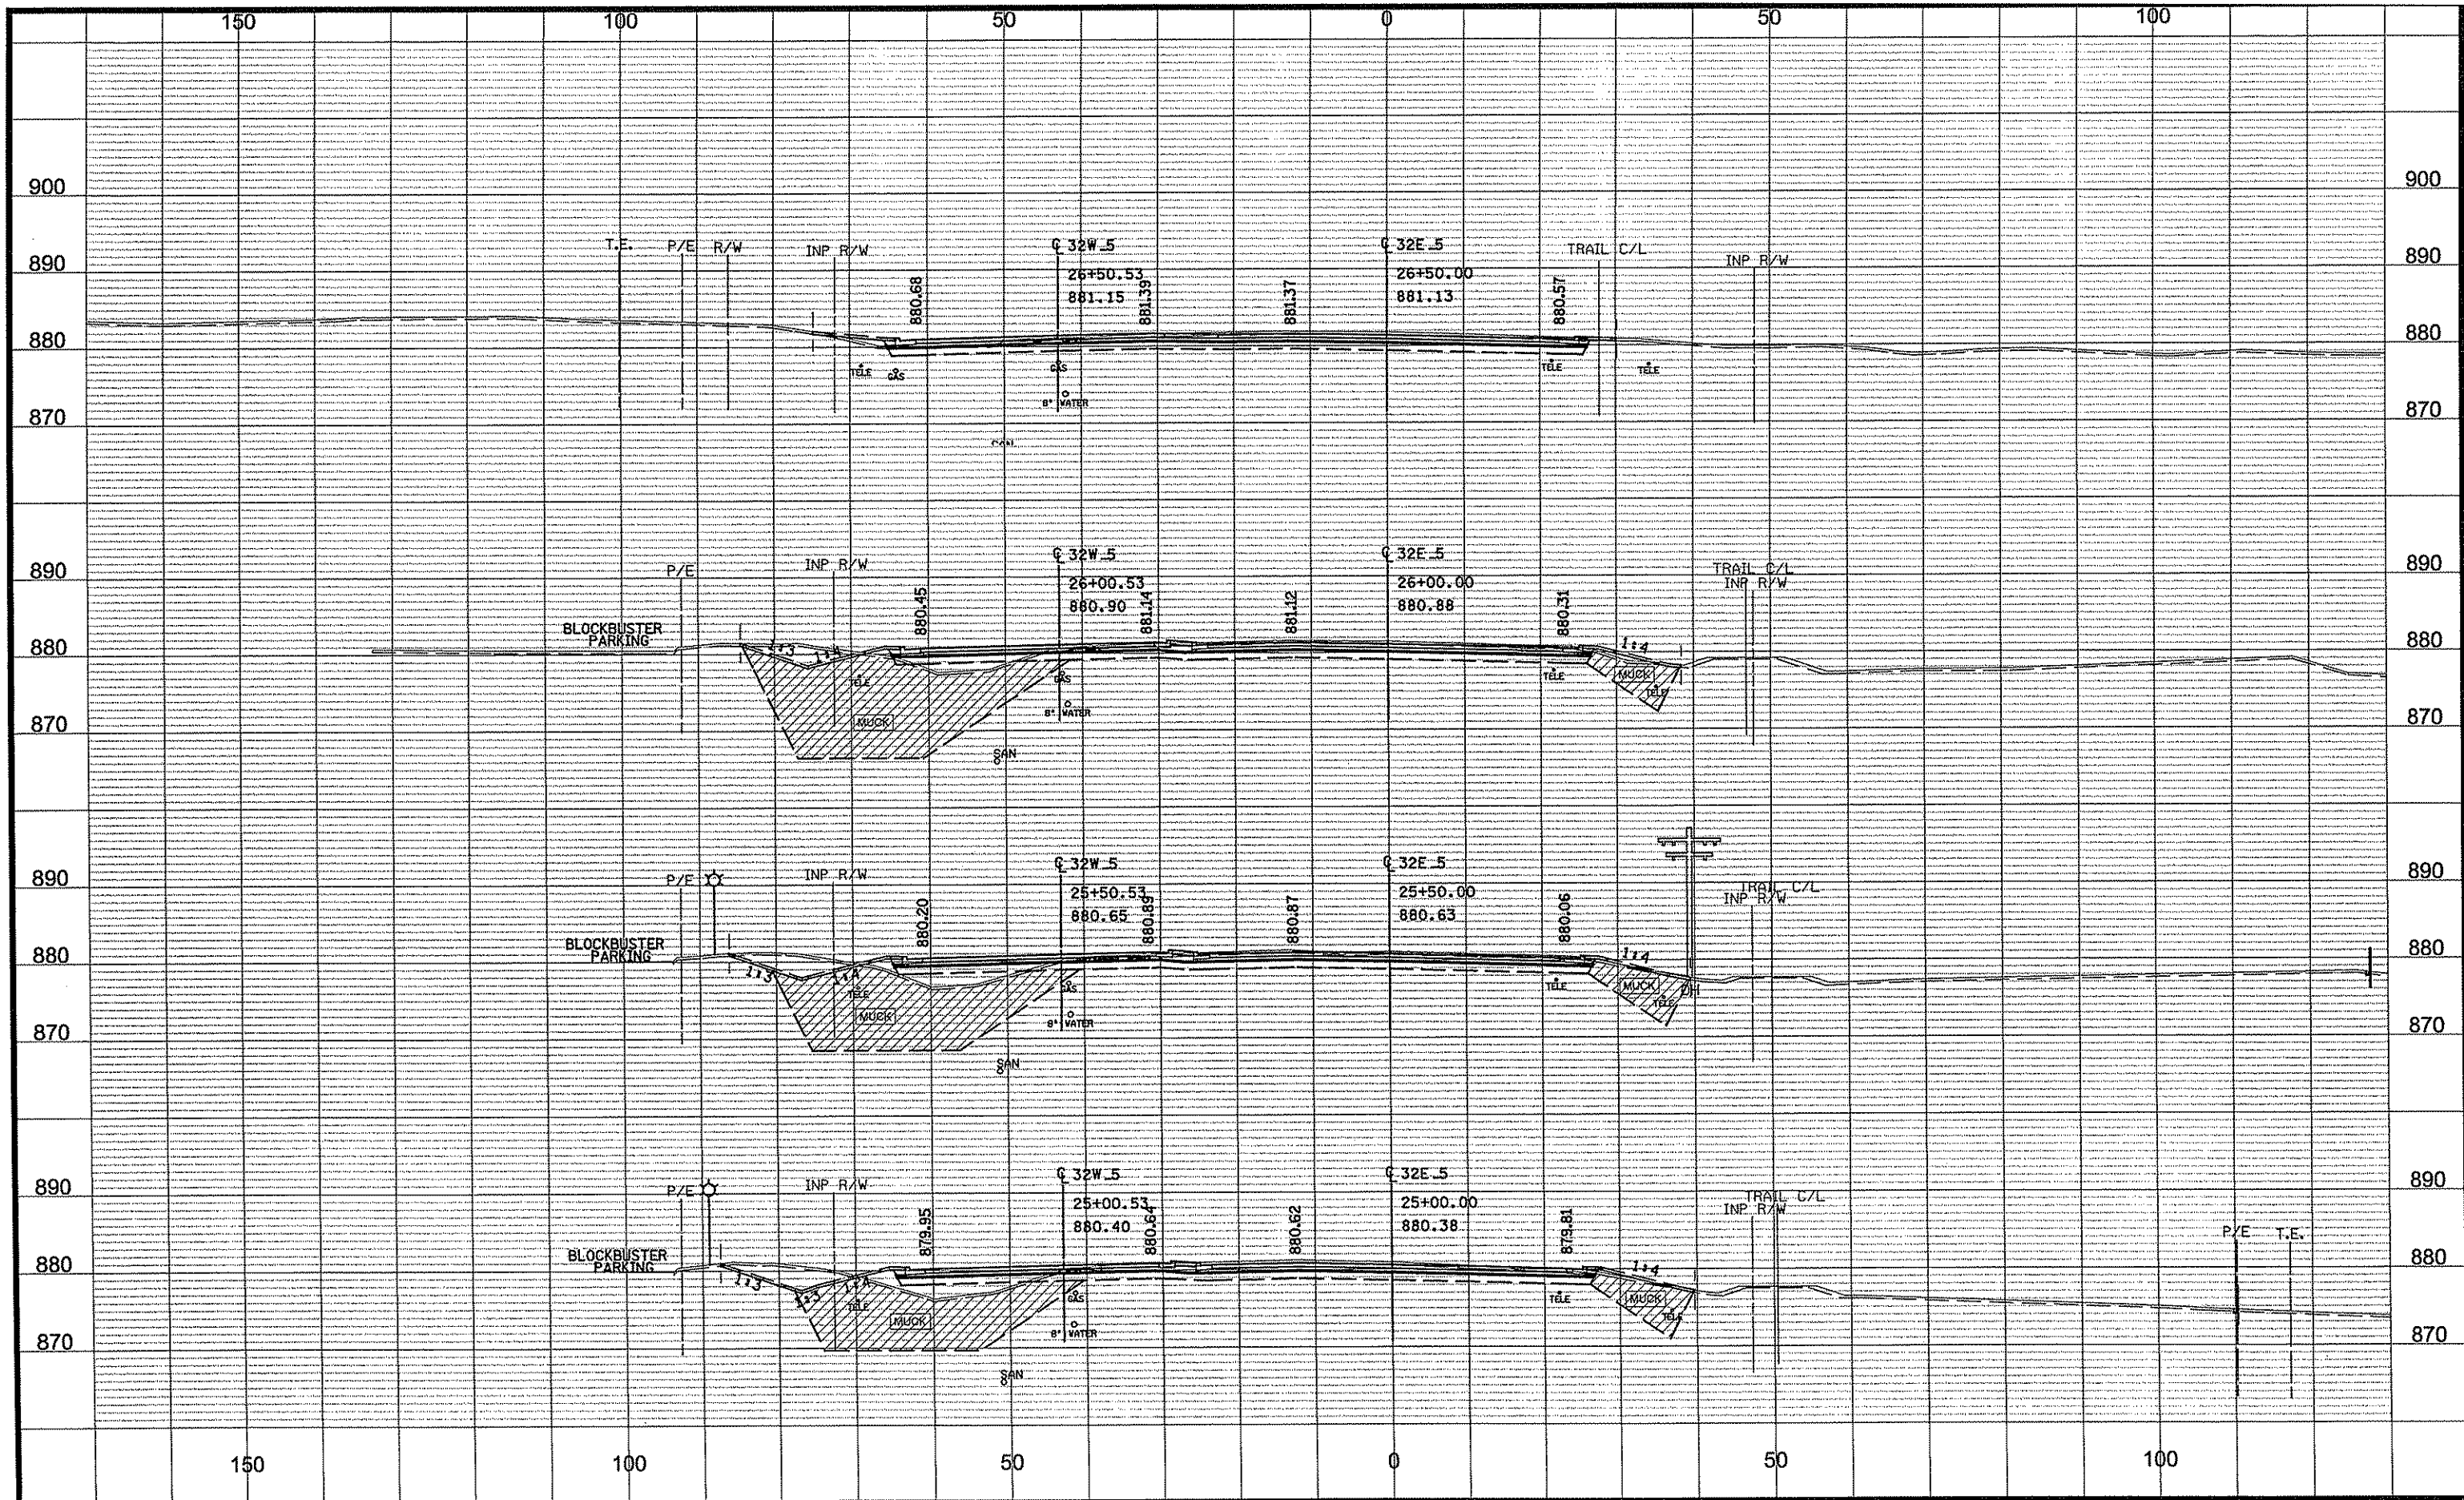 150 100 50 0 50 100
900 900
T.E. P/E R/W INP R/W ℄ 32W_5 ℄ 32E_5 TRAIL C/L INP R/W
890 26+50.53 26+50.00 890
880.68 881.15 881.39 881.37 881.13 880.57
880 880
TELE GAS GAS TELE TELE
8" WATER
870 870
SAN
P/E INP R/W ℄ 32W_5 ℄ 32E_5 TRAIL C/L
INP R/W
890 26+00.53 26+00.00 890
880.45 880.90 881.14 881.12 880.88 880.31
BLOCKBUSTER
PARKING
880 1:3 1:4 1:4 880
TELE GAS TELE MUCK TELE
MUCK 8" WATER
870 870
SAN
P/E INP R/W ℄ 32W_5 ℄ 32E_5 TRAIL C/L
INP R/W
890 25+50.53 25+50.00 890
880.20 880.65 880.89 880.87 880.63 880.06
BLOCKBUSTER
PARKING
880 1:3 1:4 1:4 880
TELE GAS TELE MUCK TELE
MUCK 8" WATER
870 870
SAN
P/E INP R/W ℄ 32W_5 ℄ 32E_5 TRAIL C/L
INP R/W
890 25+00.53 25+00.00 890
879.95 880.40 880.64 880.62 880.38 879.81
P/E T.E.
BLOCKBUSTER
PARKING
880 1:3 1:3 1:4 1:4 880
TELE GAS TELE MUCK TELE
MUCK 8" WATER
870 870
SAN
150 100 50 0 50 100